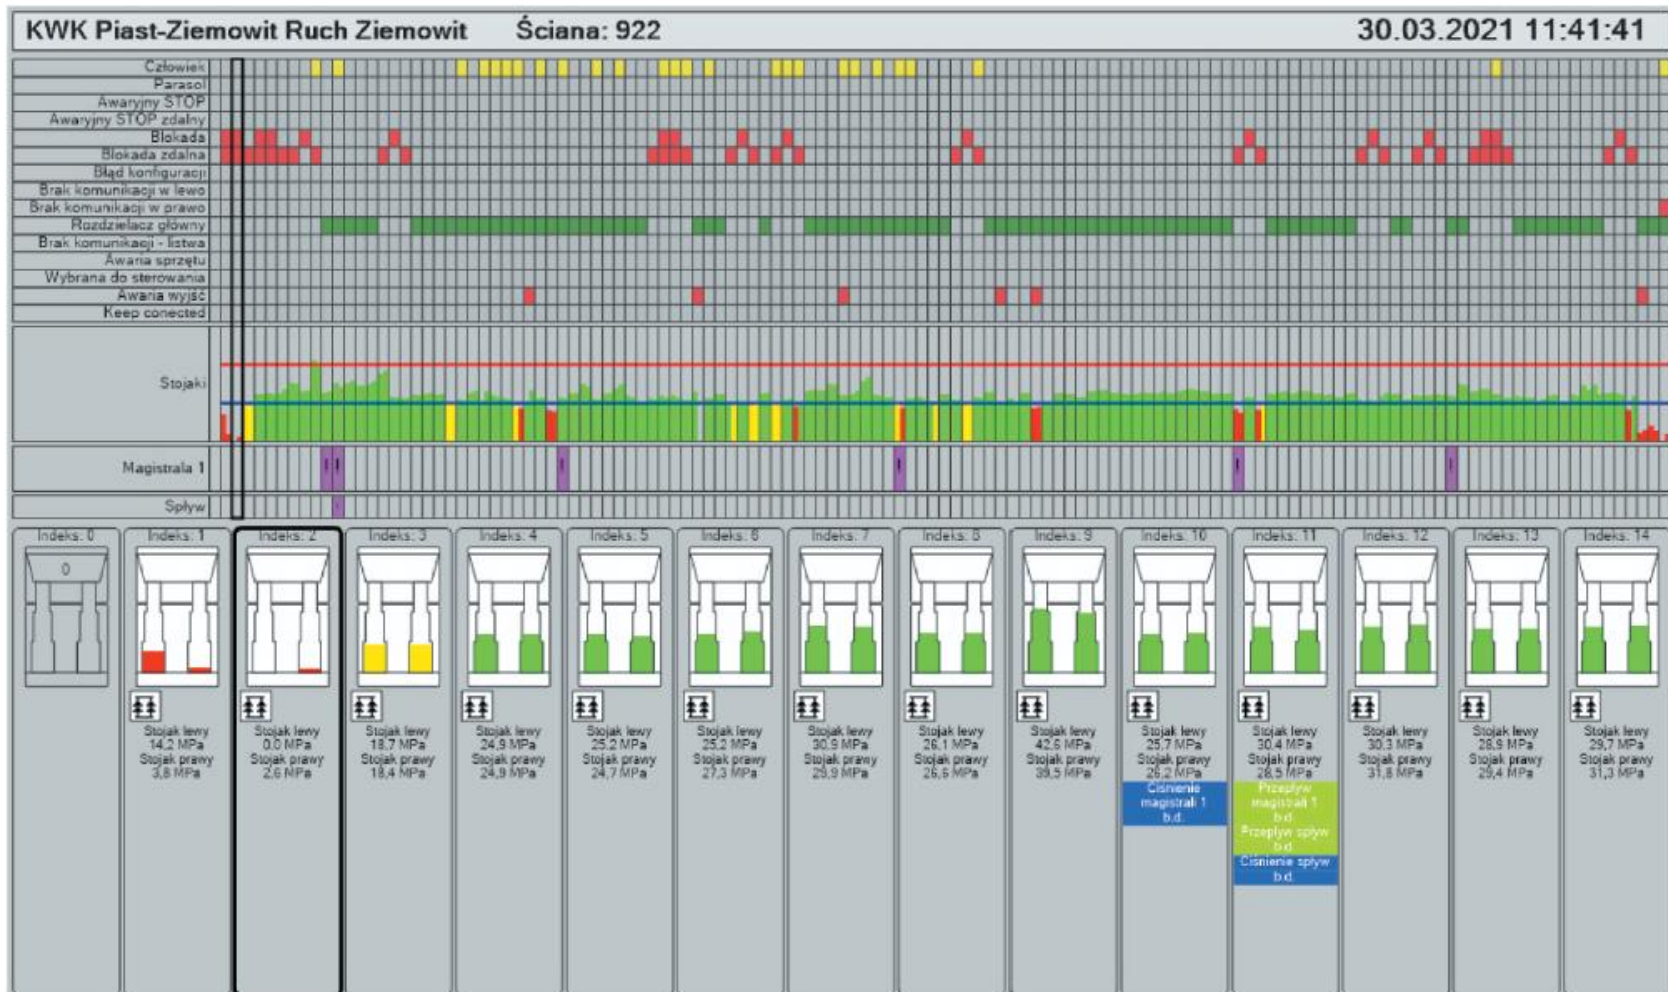 KWK Piast-Ziemowit Ruch Ziemowit Ściana: 922 30.03.2021 11:41:41
Człowiek
Parasol
Awaryjny STOP
Awaryjny STOP zdalny
Blokada
Blokada zdalna
Błąd konfiguracji
Brak komunikacji w lewo
Brak komunikacji w prawo
Rozdzielacz główny
Brak komunikacji - listwa
Awaria sprzętu
Wybrana do sterowania
Awaria wyjść
Keep conected
Stojaki
Magistrala 1
Spływ
Indeks: 0
0
Indeks: 1
Stojak lewy
14,2 MPa
Stojak prawy
3,8 MPa
Indeks: 2
Stojak lewy
0,0 MPa
Stojak prawy
2,6 MPa
Indeks: 3
Stojak lewy
18,7 MPa
Stojak prawy
18,4 MPa
Indeks: 4
Stojak lewy
24,9 MPa
Stojak prawy
24,9 MPa
Indeks: 5
Stojak lewy
25,2 MPa
Stojak prawy
24,7 MPa
Indeks: 6
Stojak lewy
25,2 MPa
Stojak prawy
27,3 MPa
Indeks: 7
Stojak lewy
30,9 MPa
Stojak prawy
29,9 MPa
Indeks: 8
Stojak lewy
26,1 MPa
Stojak prawy
26,6 MPa
Indeks: 9
Stojak lewy
42,6 MPa
Stojak prawy
39,5 MPa
Indeks: 10
Stojak lewy
25,7 MPa
Stojak prawy
26,2 MPa
Ciśnienie
magistrali 1
b.d.
Indeks: 11
Stojak lewy
30,4 MPa
Stojak prawy
28,5 MPa
Przepływ
magistrali 1
b.d.
Przepływ spływ
b.d.
Ciśnienie spływ
b.d.
Indeks: 12
Stojak lewy
30,3 MPa
Stojak prawy
31,8 MPa
Indeks: 13
Stojak lewy
28,9 MPa
Stojak prawy
29,4 MPa
Indeks: 14
Stojak lewy
29,7 MPa
Stojak prawy
31,3 MPa